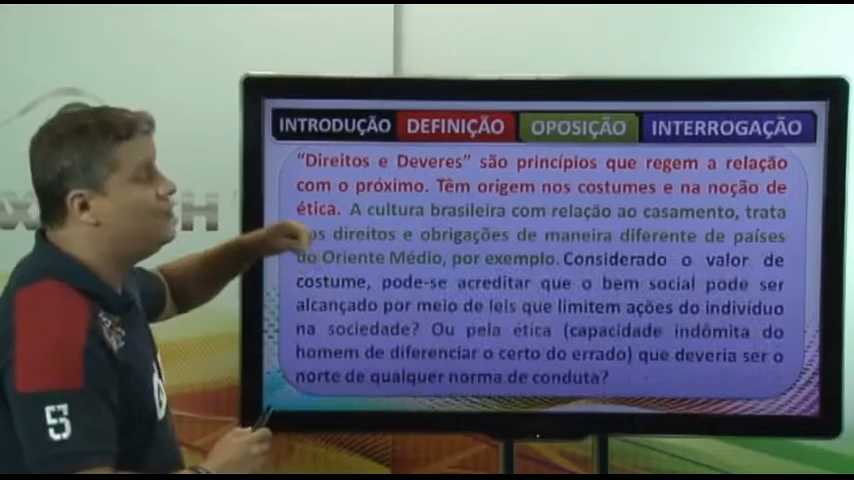 INTRODUÇÃO DEFINIÇÃO OPOSIÇÃO INTERROGAÇÃO
"Direitos e Deveres" são princípios que regem a relação
com o próximo. Têm origem nos costumes e na noção de
ética. A cultura brasileira com relação ao casamento, trata
os direitos e obrigações de maneira diferente de países
do Oriente Médio, por exemplo. Considerado o valor de
costume, pode-se acreditar que o bem social pode ser
alcançado por meio de leis que limitem ações do indivíduo
na sociedade? Ou pela ética (capacidade indômita do
homem de diferenciar o certo do errado) que deveria ser o
norte de qualquer norma de conduta?
55